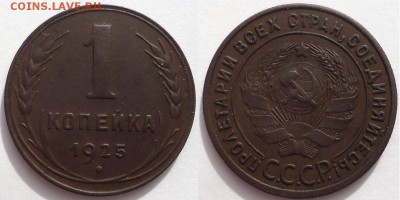 COINS.LAVE.RU
1
КОПЕЙКА
1925
ПРОЛЕТАРИИ ВСЕХ СТРАН, СОЕДИНЯЙТЕСЬ!
С.С.С.Р.